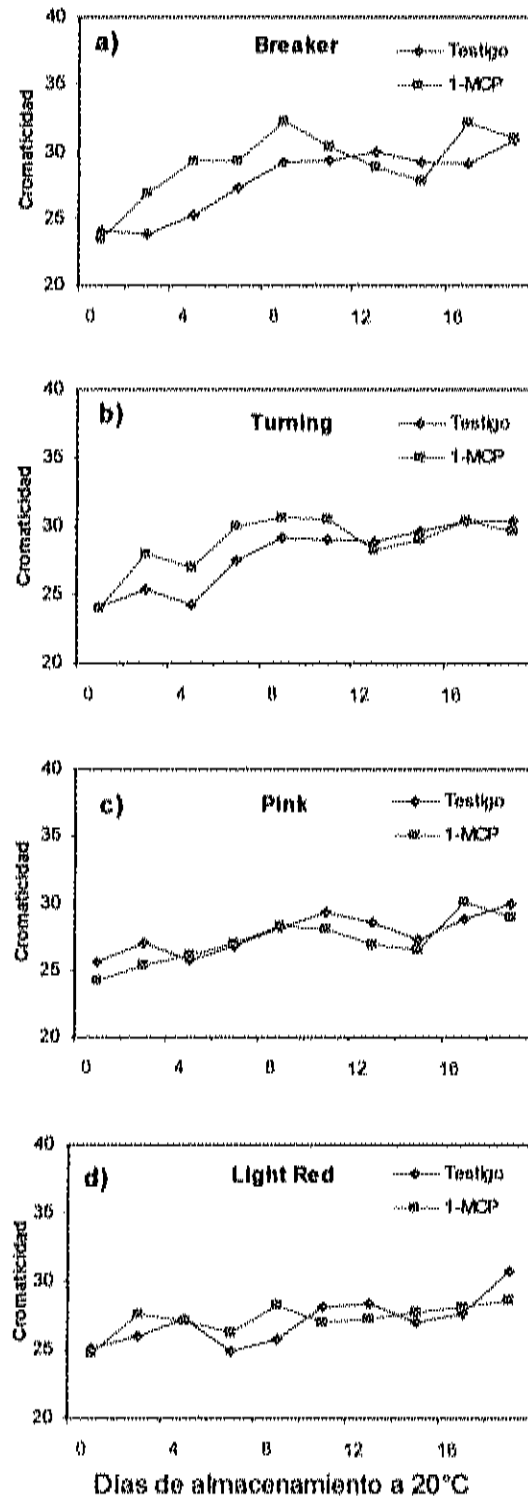 a) Breaker
Testigo
1-MCP
Cromaticidad
40
35
30
25
20
0 4 8 12 16
b) Turning
Testigo
1-MCP
Cromaticidad
40
35
30
25
20
0 4 8 12 16
c) Pink
Testigo
1-MCP
Cromaticidad
40
35
30
25
20
0 4 8 12 16
d) Light Red
Testigo
1-MCP
Cromaticidad
40
35
30
25
20
0 4 8 12 16
Días de almacenamiento a 20°C